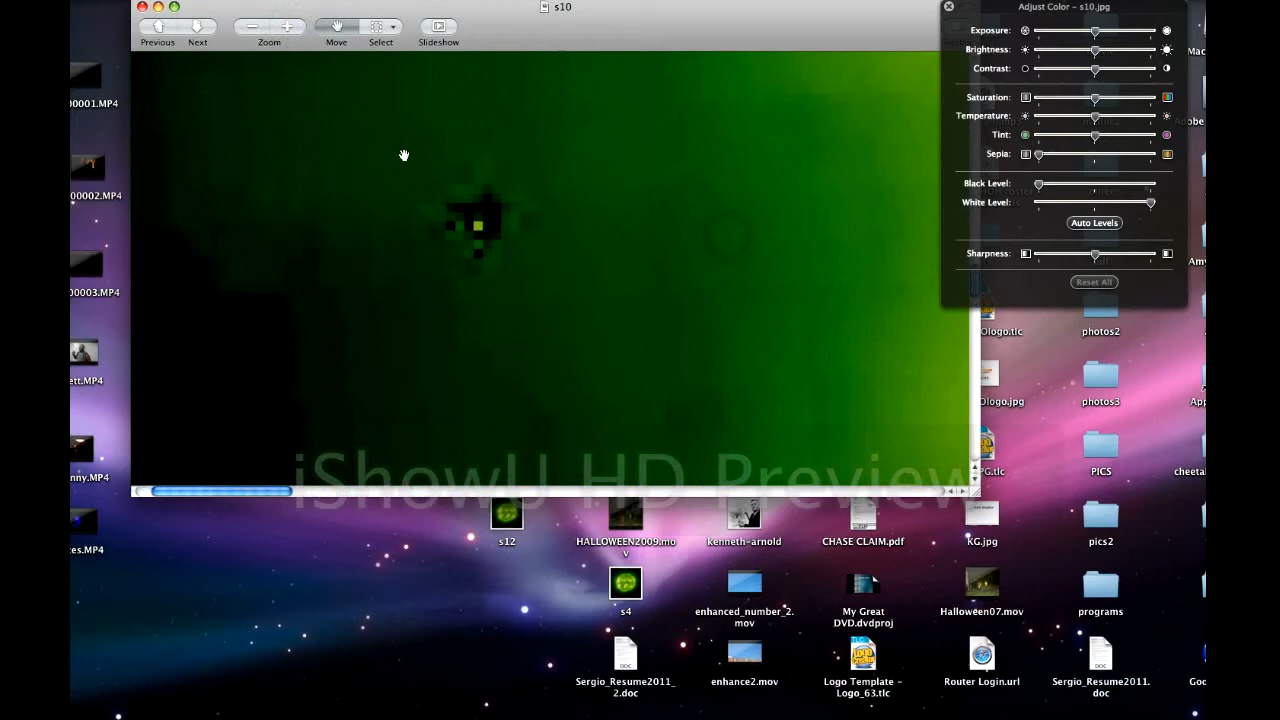 s10
Adjust Color - s10.jpg
Previous
Next
Zoom
Move
Select
Slideshow
Exposure:
Brightness:
Contrast:
Saturation:
Temperature:
Tint:
Sepia:
Black Level:
White Level:
Auto Levels
Sharpness:
Reset All
00001.MP4
00002.MP4
00003.MP4
ett.MP4
nny.MP4
es.MP4
Mac
Adobe
Amy
Ologo.tlc
photos2
Ologo.jpg
photos3
App
PG.tlc
PICS
cheetal
iShowU HD Preview
s12
HALLOWEEN2009.mo
v
kenneth-arnold
CHASE CLAIM.pdf
KG.jpg
pics2
s4
enhanced_number_2.
mov
My Great
DVD.dvdproj
Halloween07.mov
programs
Sergio_Resume2011_
2.doc
enhance2.mov
Logo Template -
Logo_63.tlc
Router Login.url
Sergio_Resume2011.
doc
Goo